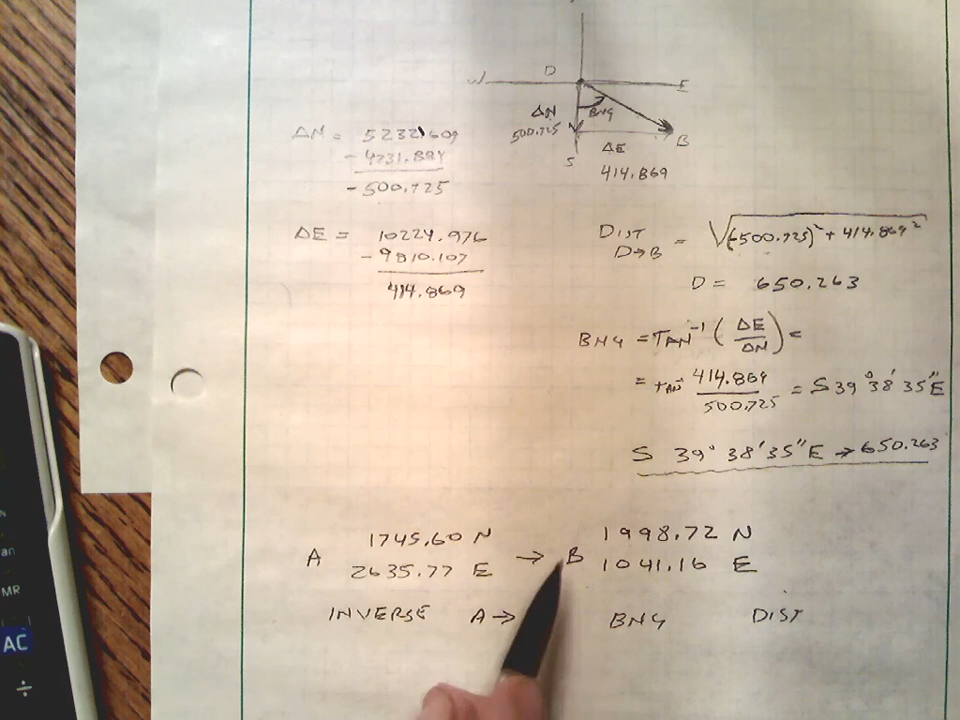 W D E
ΔN BNG
500.725
S ΔE B
414.869
ΔN = 5232.609
- 4731.884
- 500.725
ΔE = 10224.976
- 9810.107
414.869
DIST D→B = √(-500.725)² + 414.869²
D = 650.263
BNG = TAN⁻¹ (ΔE/ΔN) =
= TAN⁻¹ 414.869/500.725 = S 39° 38' 35" E
S 39° 38' 35" E → 650.263
A 1745.60 N → B 1998.72 N
2635.77 E 1041.16 E
INVERSE A→ BNG DIST
an
MR
AC
÷